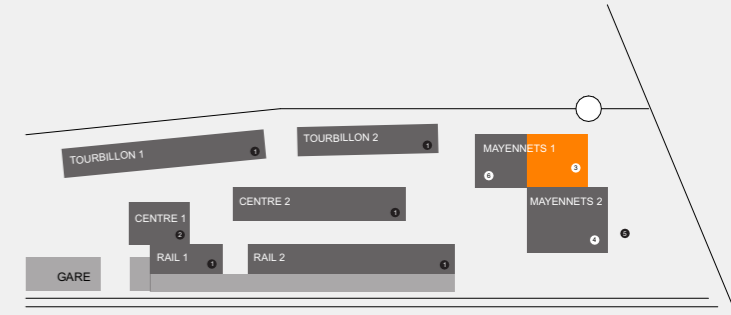 TOURBILLON 1
1
TOURBILLON 2
1
MAYENNETS 1
6
3
CENTRE 1
2
CENTRE 2
1
MAYENNETS 2
4
5
RAIL 1
1
RAIL 2
1
GARE